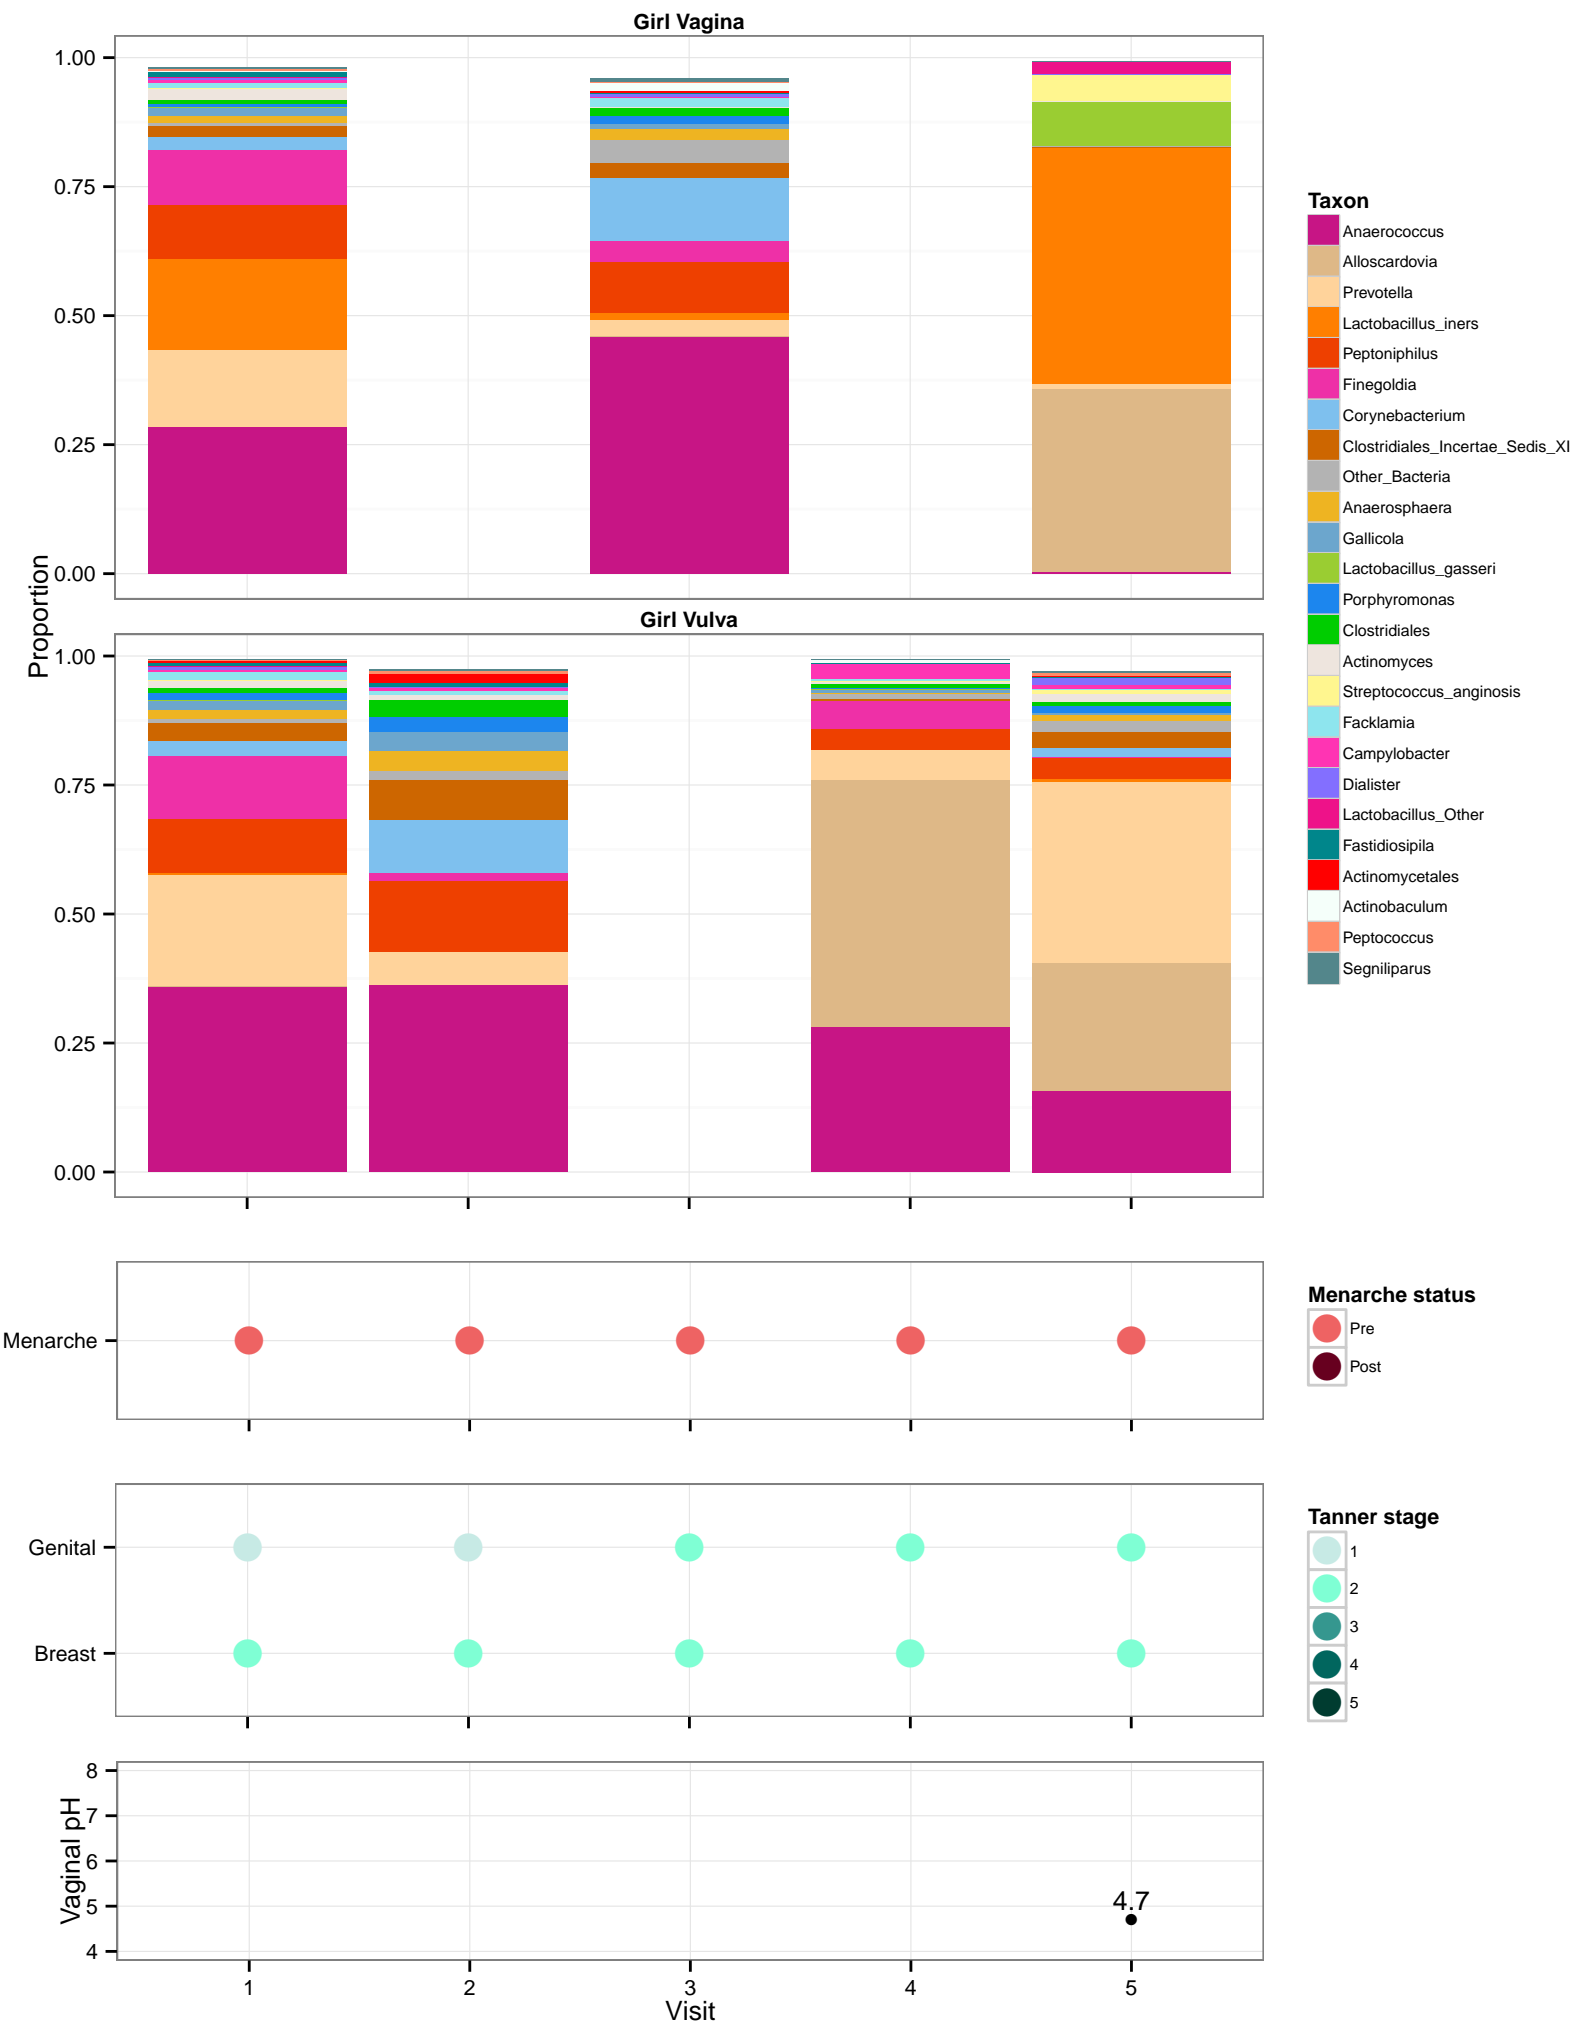 Girl Vagina
1.00
0.75
0.50
0.25
0.00
Proportion
Girl Vulva
1.00
0.75
0.50
0.25
0.00
Taxon
Anaerococcus
Alloscardovia
Prevotella
Lactobacillus_iners
Peptoniphilus
Finegoldia
Corynebacterium
Clostridiales_Incertae_Sedis_XI
Other_Bacteria
Anaerosphaera
Gallicola
Lactobacillus_gasseri
Porphyromonas
Clostridiales
Actinomyces
Streptococcus_anginosis
Facklamia
Campylobacter
Dialister
Lactobacillus_Other
Fastidiosipila
Actinomycetales
Actinobaculum
Peptococcus
Segniliparus
Menarche
Menarche status
Pre
Post
Genital
Breast
Tanner stage
1
2
3
4
5
Vaginal pH
8
7
6
5
4
4.7
1 2 3 4 5
Visit